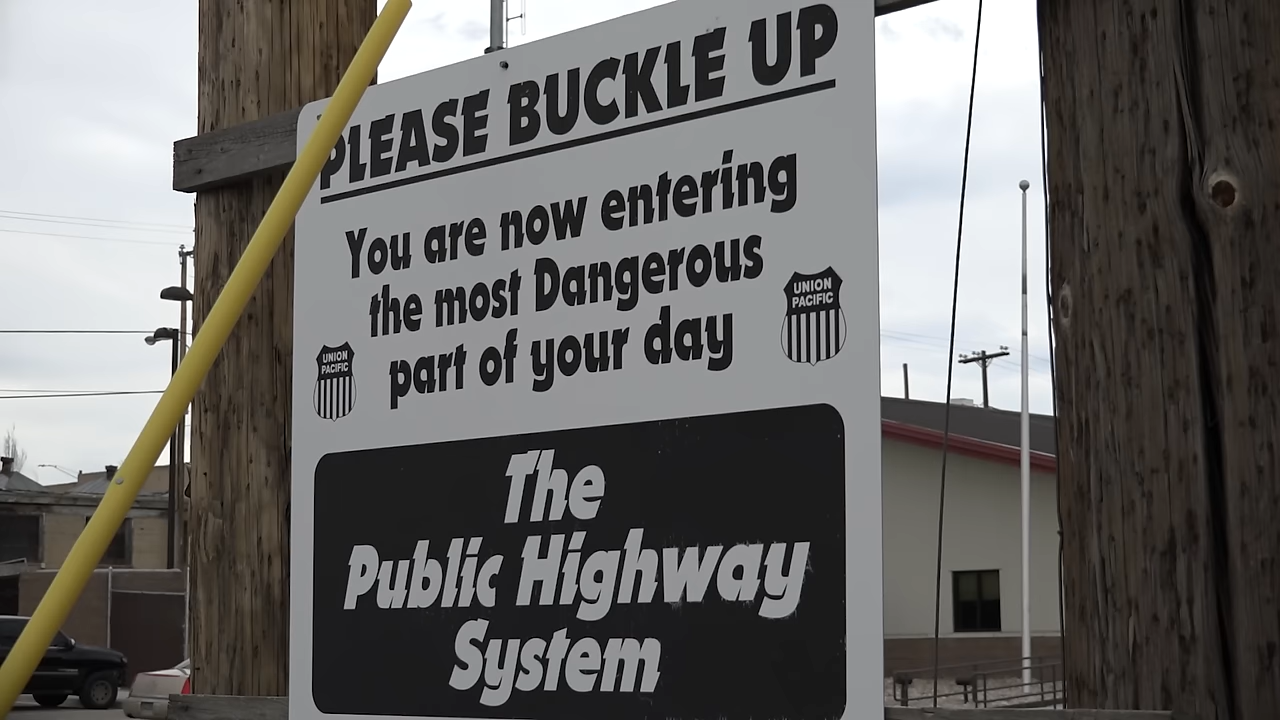 PLEASE BUCKLE UP
You are now entering
the most Dangerous
part of your day
UNION
PACIFIC
UNION
PACIFIC
The
Public Highway
System